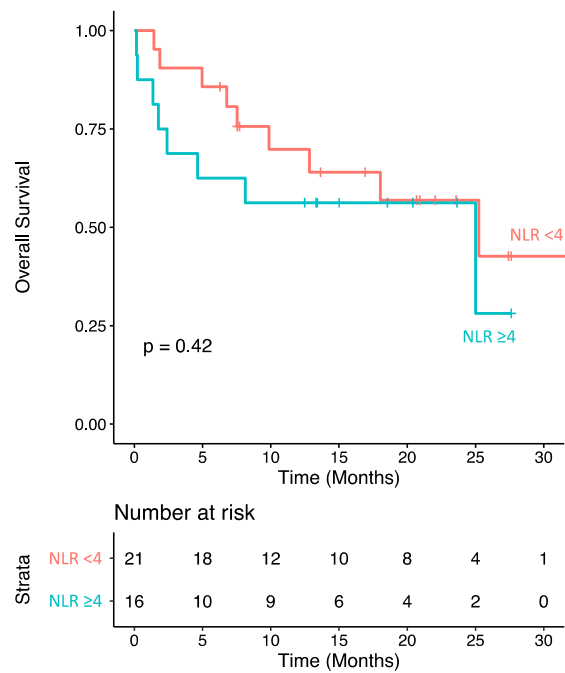 Overall Survival
1.00
0.75
0.50
0.25
0.00
NLR <4
NLR ≥4
p = 0.42
0 5 10 15 20 25 30
Time (Months)
Number at risk
Strata
NLR <4 21 18 12 10 8 4 1
NLR ≥4 16 10 9 6 4 2 0
0 5 10 15 20 25 30
Time (Months)